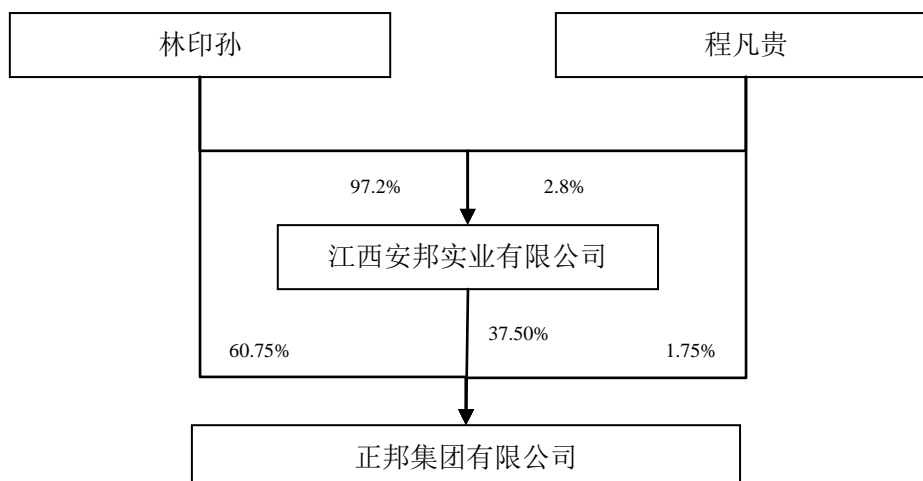 林印孙
程凡贵
97.2%
2.8%
江西安邦实业有限公司
37.50%
60.75%
1.75%
正邦集团有限公司